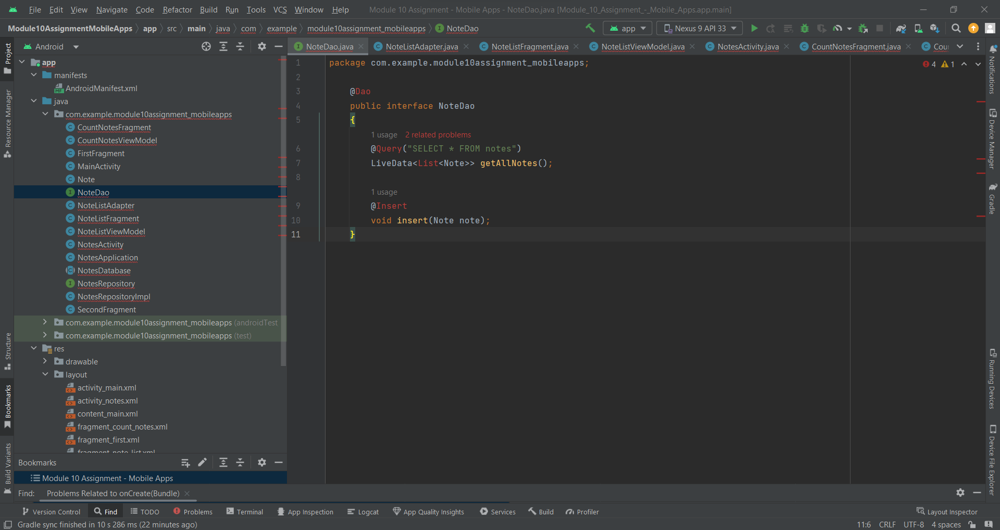 File Edit View Navigate Code Refactor Build Run Tools VCS Window Help Module 10 Assignment - Mobile Apps - NoteDao.java [Module_10_Assignment_-_Mobile_Apps.app.main]
Module10AssignmentMobileApps app src main java com example module10assignment_mobileapps I NoteDao app Nexus 9 API 33
Android
I NoteDao.java C NoteListAdapter.java C NoteListFragment.java C NoteListViewModel.java C NotesActivity.java C CountNotesFragment.java C Cou
Project
Resource Manager
Structure
Bookmarks
Build Variants
app
manifests
MF AndroidManifest.xml
java
com.example.module10assignment_mobileapps
C CountNotesFragment
C CountNotesViewModel
C FirstFragment
C MainActivity
C Note
I NoteDao
C NoteListAdapter
C NoteListFragment
C NoteListViewModel
C NotesActivity
C NotesApplication
C NotesDatabase
I NotesRepository
C NotesRepositoryImpl
C SecondFragment
com.example.module10assignment_mobileapps (androidTest
com.example.module10assignment_mobileapps (test)
res
drawable
layout
activity_main.xml
activity_notes.xml
content_main.xml
fragment_count_notes.xml
fragment_first.xml
fragment_note_list.xml
Bookmarks
Module 10 Assignment - Mobile Apps
1 package com.example.module10assignment_mobileapps;
4 1
2
3 @Dao
4 public interface NoteDao
5 {
1 usage 2 related problems
6 @Query("SELECT * FROM notes")
7 LiveData<List<Note>> getAllNotes();
8
1 usage
9 @Insert
10 void insert(Note note);
11 }
Notifications
Device Manager
Gradle
Running Devices
Device File Explorer
Find: Problems Related to onCreate(Bundle)
Version Control Find TODO Problems Terminal App Inspection Logcat App Quality Insights Services Build Profiler Layout Inspector
Gradle sync finished in 10 s 286 ms (22 minutes ago) 11:6 CRLF UTF-8 4 spaces